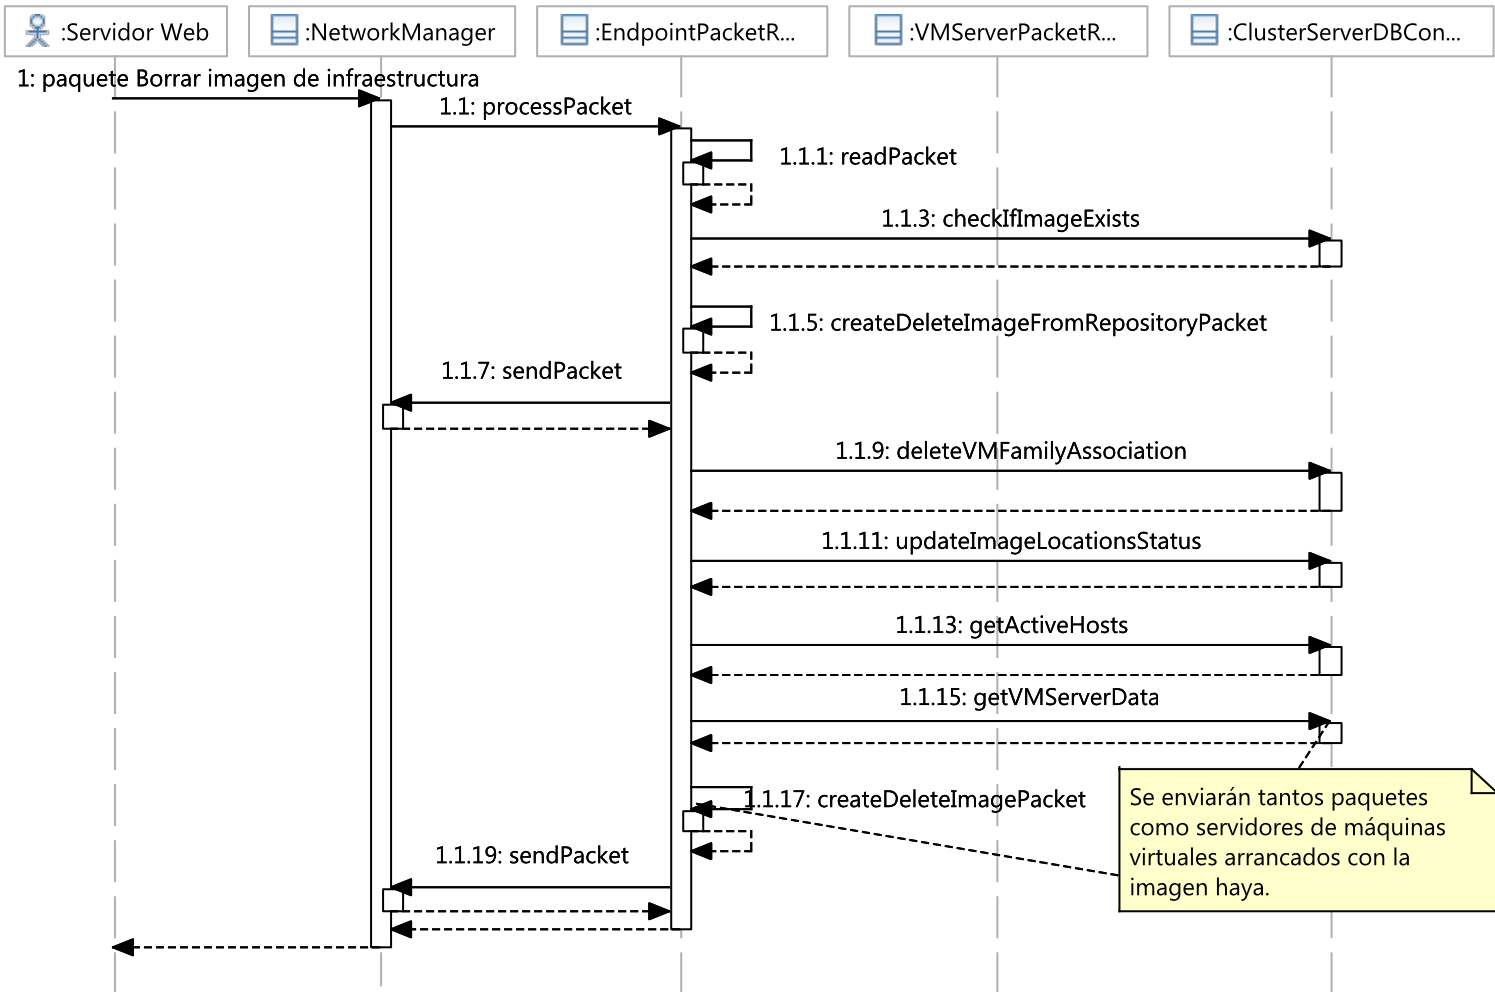 :Servidor Web
:NetworkManager
:EndpointPacketR...
:VMServerPacketR...
:ClusterServerDBCon...
1: paquete Borrar imagen de infraestructura
1.1: processPacket
1.1.1: readPacket
1.1.3: checkIfImageExists
1.1.5: createDeleteImageFromRepositoryPacket
1.1.7: sendPacket
1.1.9: deleteVMFamilyAssociation
1.1.11: updateImageLocationsStatus
1.1.13: getActiveHosts
1.1.15: getVMServerData
1.1.17: createDeleteImagePacket
Se enviarán tantos paquetes
como servidores de máquinas
virtuales arrancados con la
imagen haya.
1.1.19: sendPacket